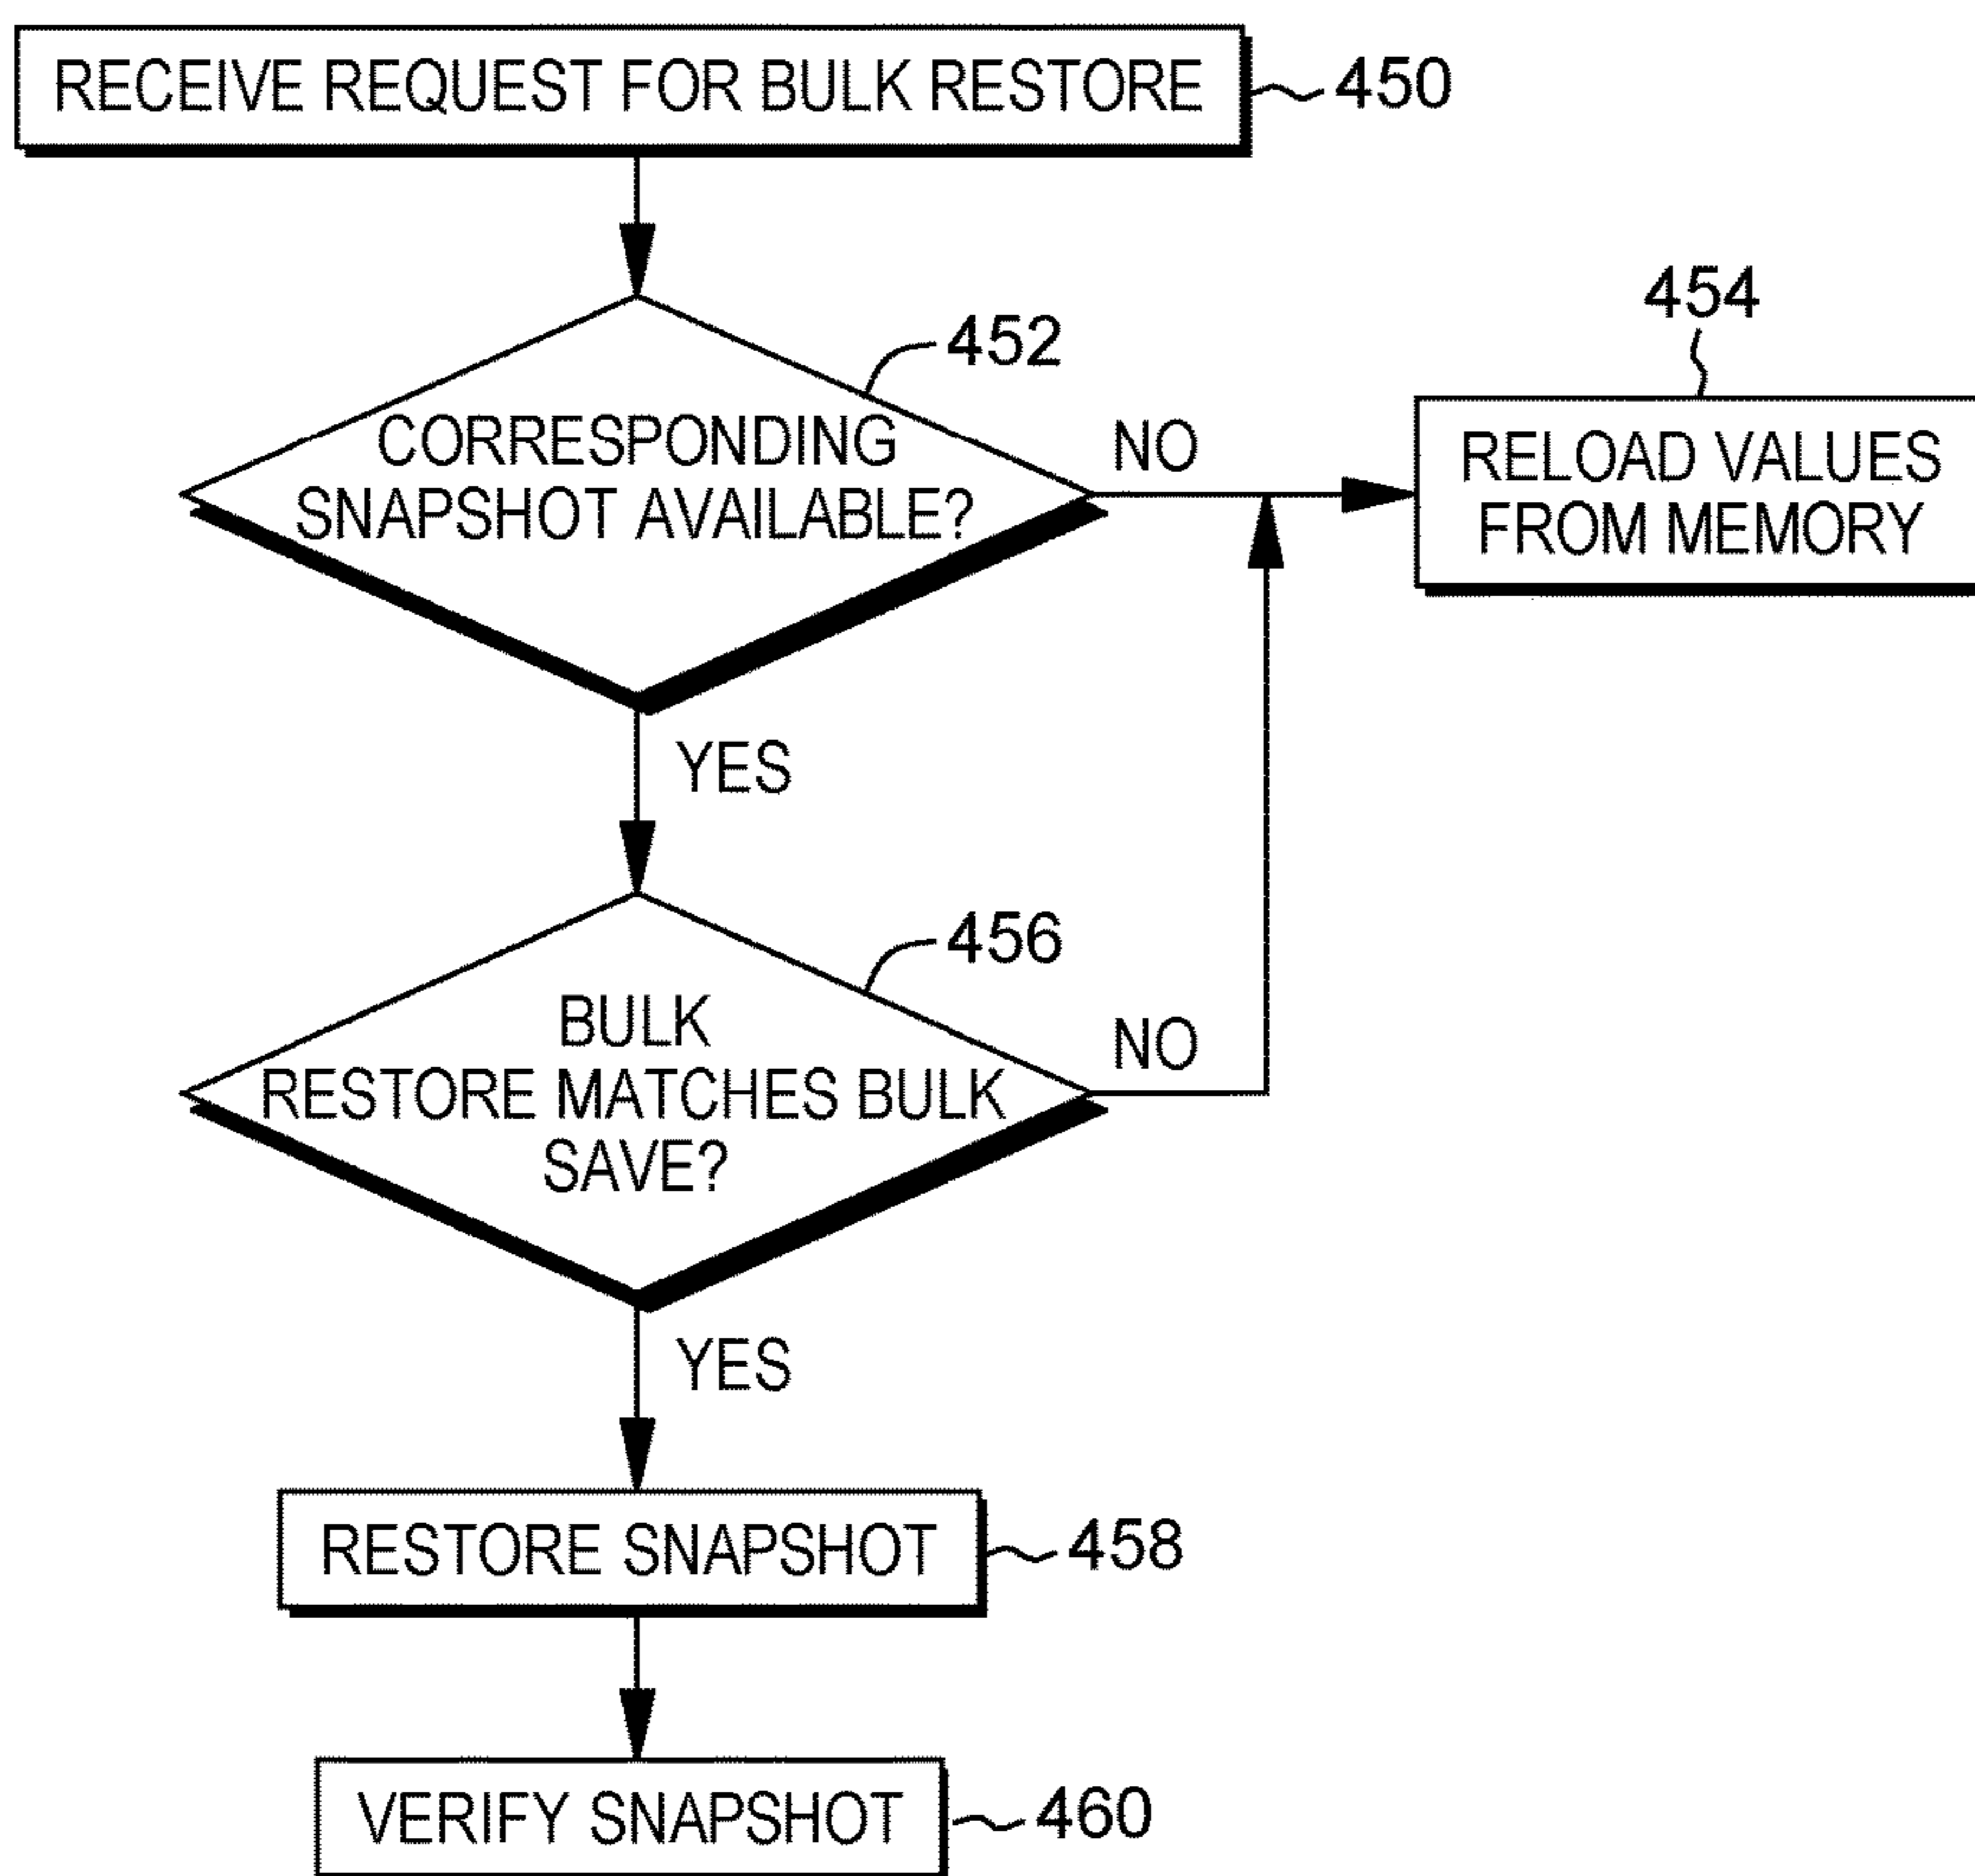 RECEIVE REQUEST FOR BULK RESTORE
450
452
CORRESPONDING
SNAPSHOT AVAILABLE?
NO
454
RELOAD VALUES
FROM MEMORY
YES
456
BULK
RESTORE MATCHES BULK
SAVE?
NO
YES
RESTORE SNAPSHOT
458
VERIFY SNAPSHOT
460